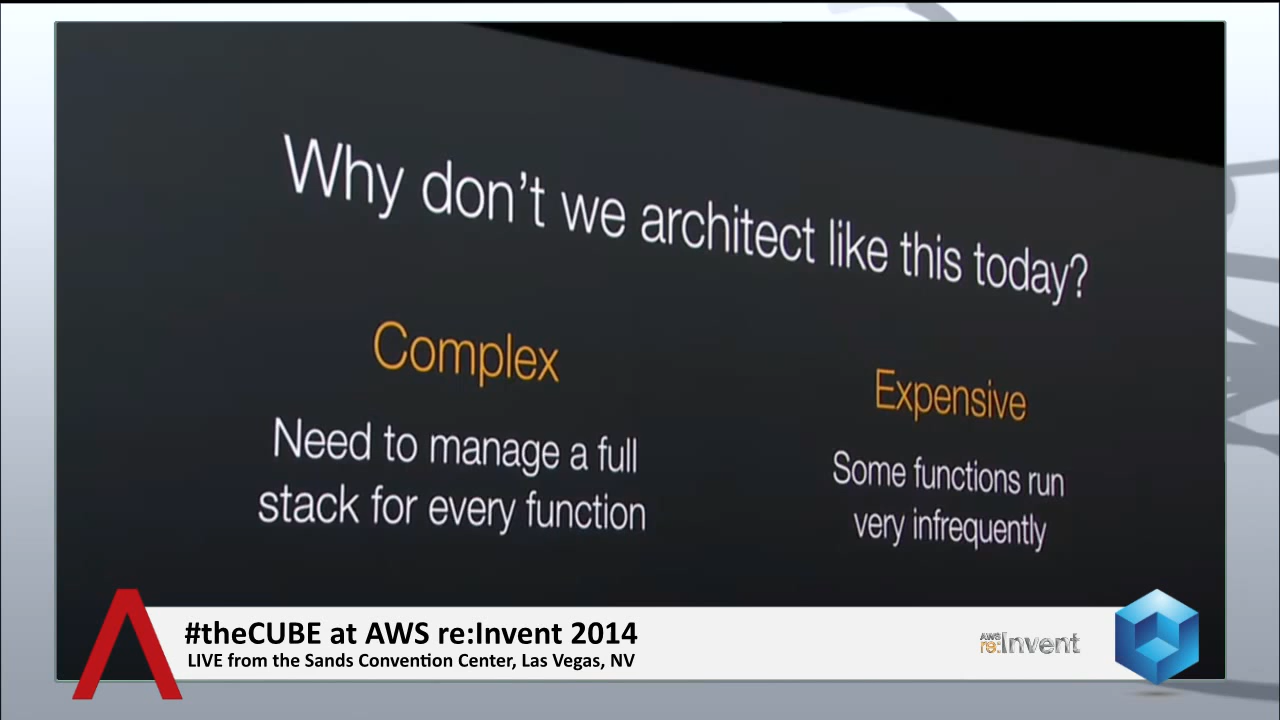 Why don't we architect like this today?
Complex
Need to manage a full
stack for every function
Expensive
Some functions run
very infrequently
#theCUBE at AWS re:Invent 2014
LIVE from the Sands Convention Center, Las Vegas, NV
AWS
re:Invent